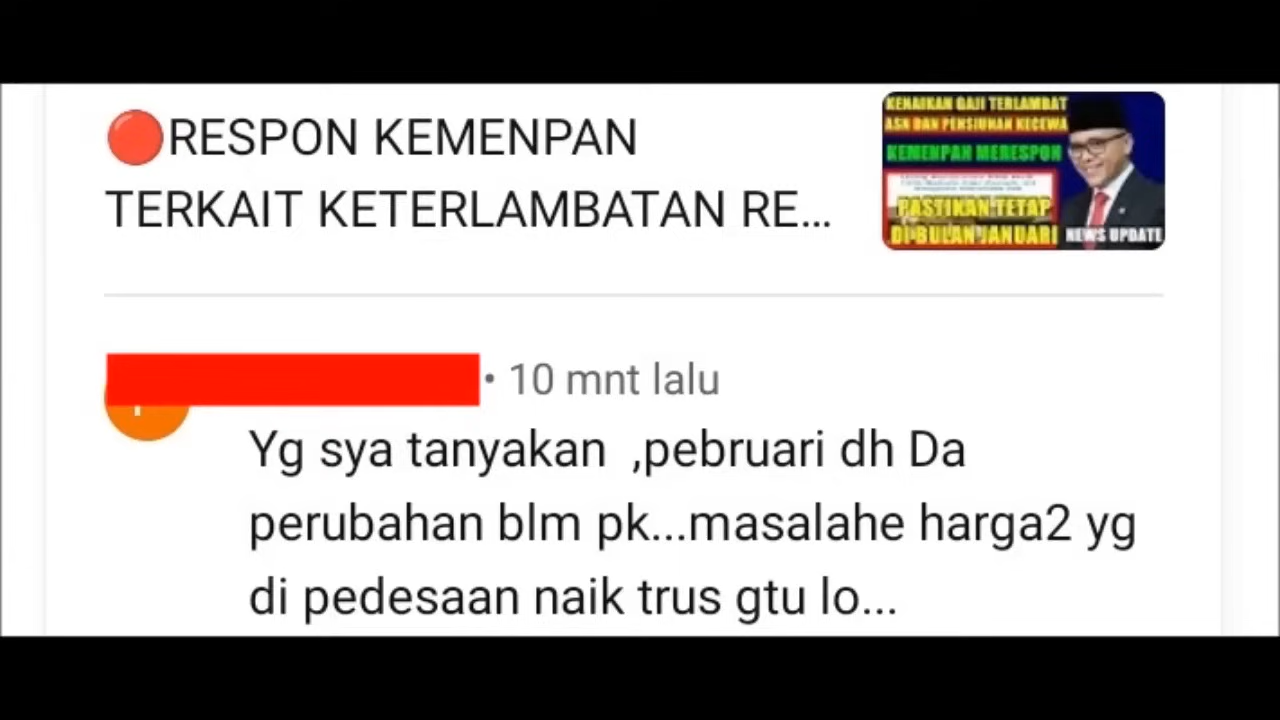 🔴RESPON KEMENPAN
TERKAIT KETERLAMBATAN RE...
KENAIKAN GAJI TERLAMBAT
ASN DAN PENSIUNAN KECEWA
KEMENPAN MERESPON
PASTIKAN TETAP
DI BULAN JANUARI
NEWS UPDATE
• 10 mnt lalu
Yg sya tanyakan ,pebruari dh Da
perubahan blm pk...masalahe harga2 yg
di pedesaan naik trus gtu lo...